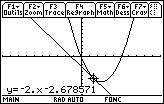 F1▾ F2▾ F3 F4 F5▾ F6▾ F7▾
Tools Zoom Trace ReGraph Math Draw
y=-2.x-2.678571
MAIN RAD AUTO FUNC